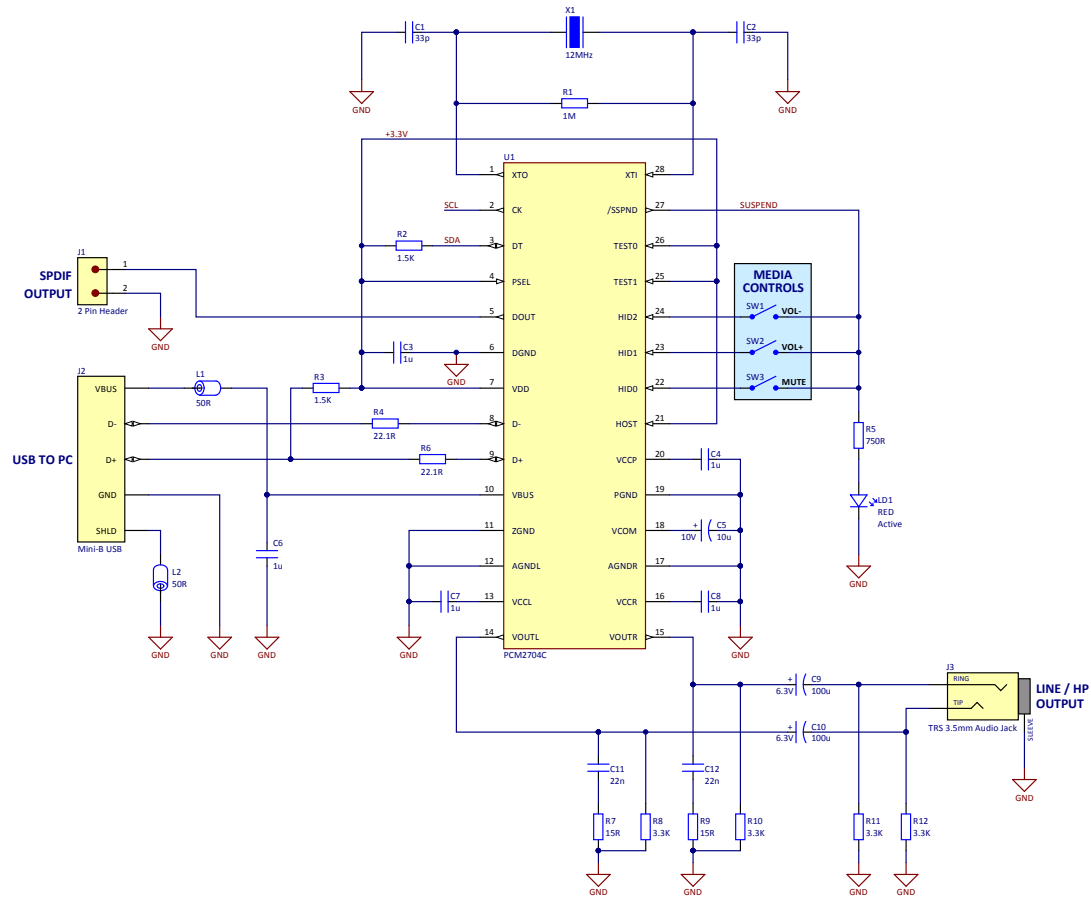 X1
12MHz
C1
33p
C2
33p
GND
GND
R1
1M
+3.3V
U1
1 XTO
XTI 28
SCL
2 CK
/SSPND 27
SUSPEND
R2
1.5K
SDA
3 DT
TEST0 26
4 PSEL
TEST1 25
J1
SPDIF
OUTPUT
1
2
2 Pin Header
GND
MEDIA
CONTROLS
5 DOUT
HID2 24
SW1
VOL-
C3
1u
GND
6 DGND
HID1 23
SW2
VOL+
R3
1.5K
7 VDD
HID0 22
SW3
MUTE
J2
VBUS
L1
50R
D-
R4
22.1R
8 D-
HOST 21
R5
750R
USB TO PC
D+
R6
22.1R
9 D+
VCCP 20
C4
1u
GND
10 VBUS
PGND 19
LD1
RED
Active
GND
SHLD
Mini-B USB
11 ZGND
VCOM 18
+
10V
C5
10u
L2
50R
C6
1u
12 AGNDL
AGNDR 17
C7
1u
13 VCCL
VCCR 16
C8
1u
GND
GND
GND
GND
GND
14 VOUTL
VOUTR 15
PCM2704C
+
6.3V
C9
100u
J3
RING
TIP
SLEEVE
TRS 3.5mm Audio Jack
LINE / HP
OUTPUT
GND
+
6.3V
C10
100u
C11
22n
C12
22n
R7
15R
R8
3.3K
R9
15R
R10
3.3K
R11
3.3K
R12
3.3K
GND
GND
GND
GND